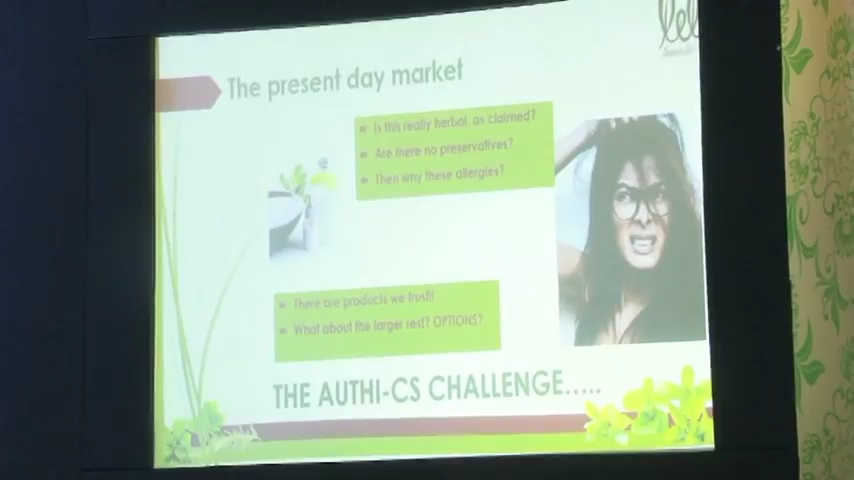 The present day market
Is this really herbal, as claimed?
Are there no preservatives?
Then why these allergies?
There are products we trust!!
What about the larger rest? OPTIONS?
THE AUTHI-CS CHALLENGE.....